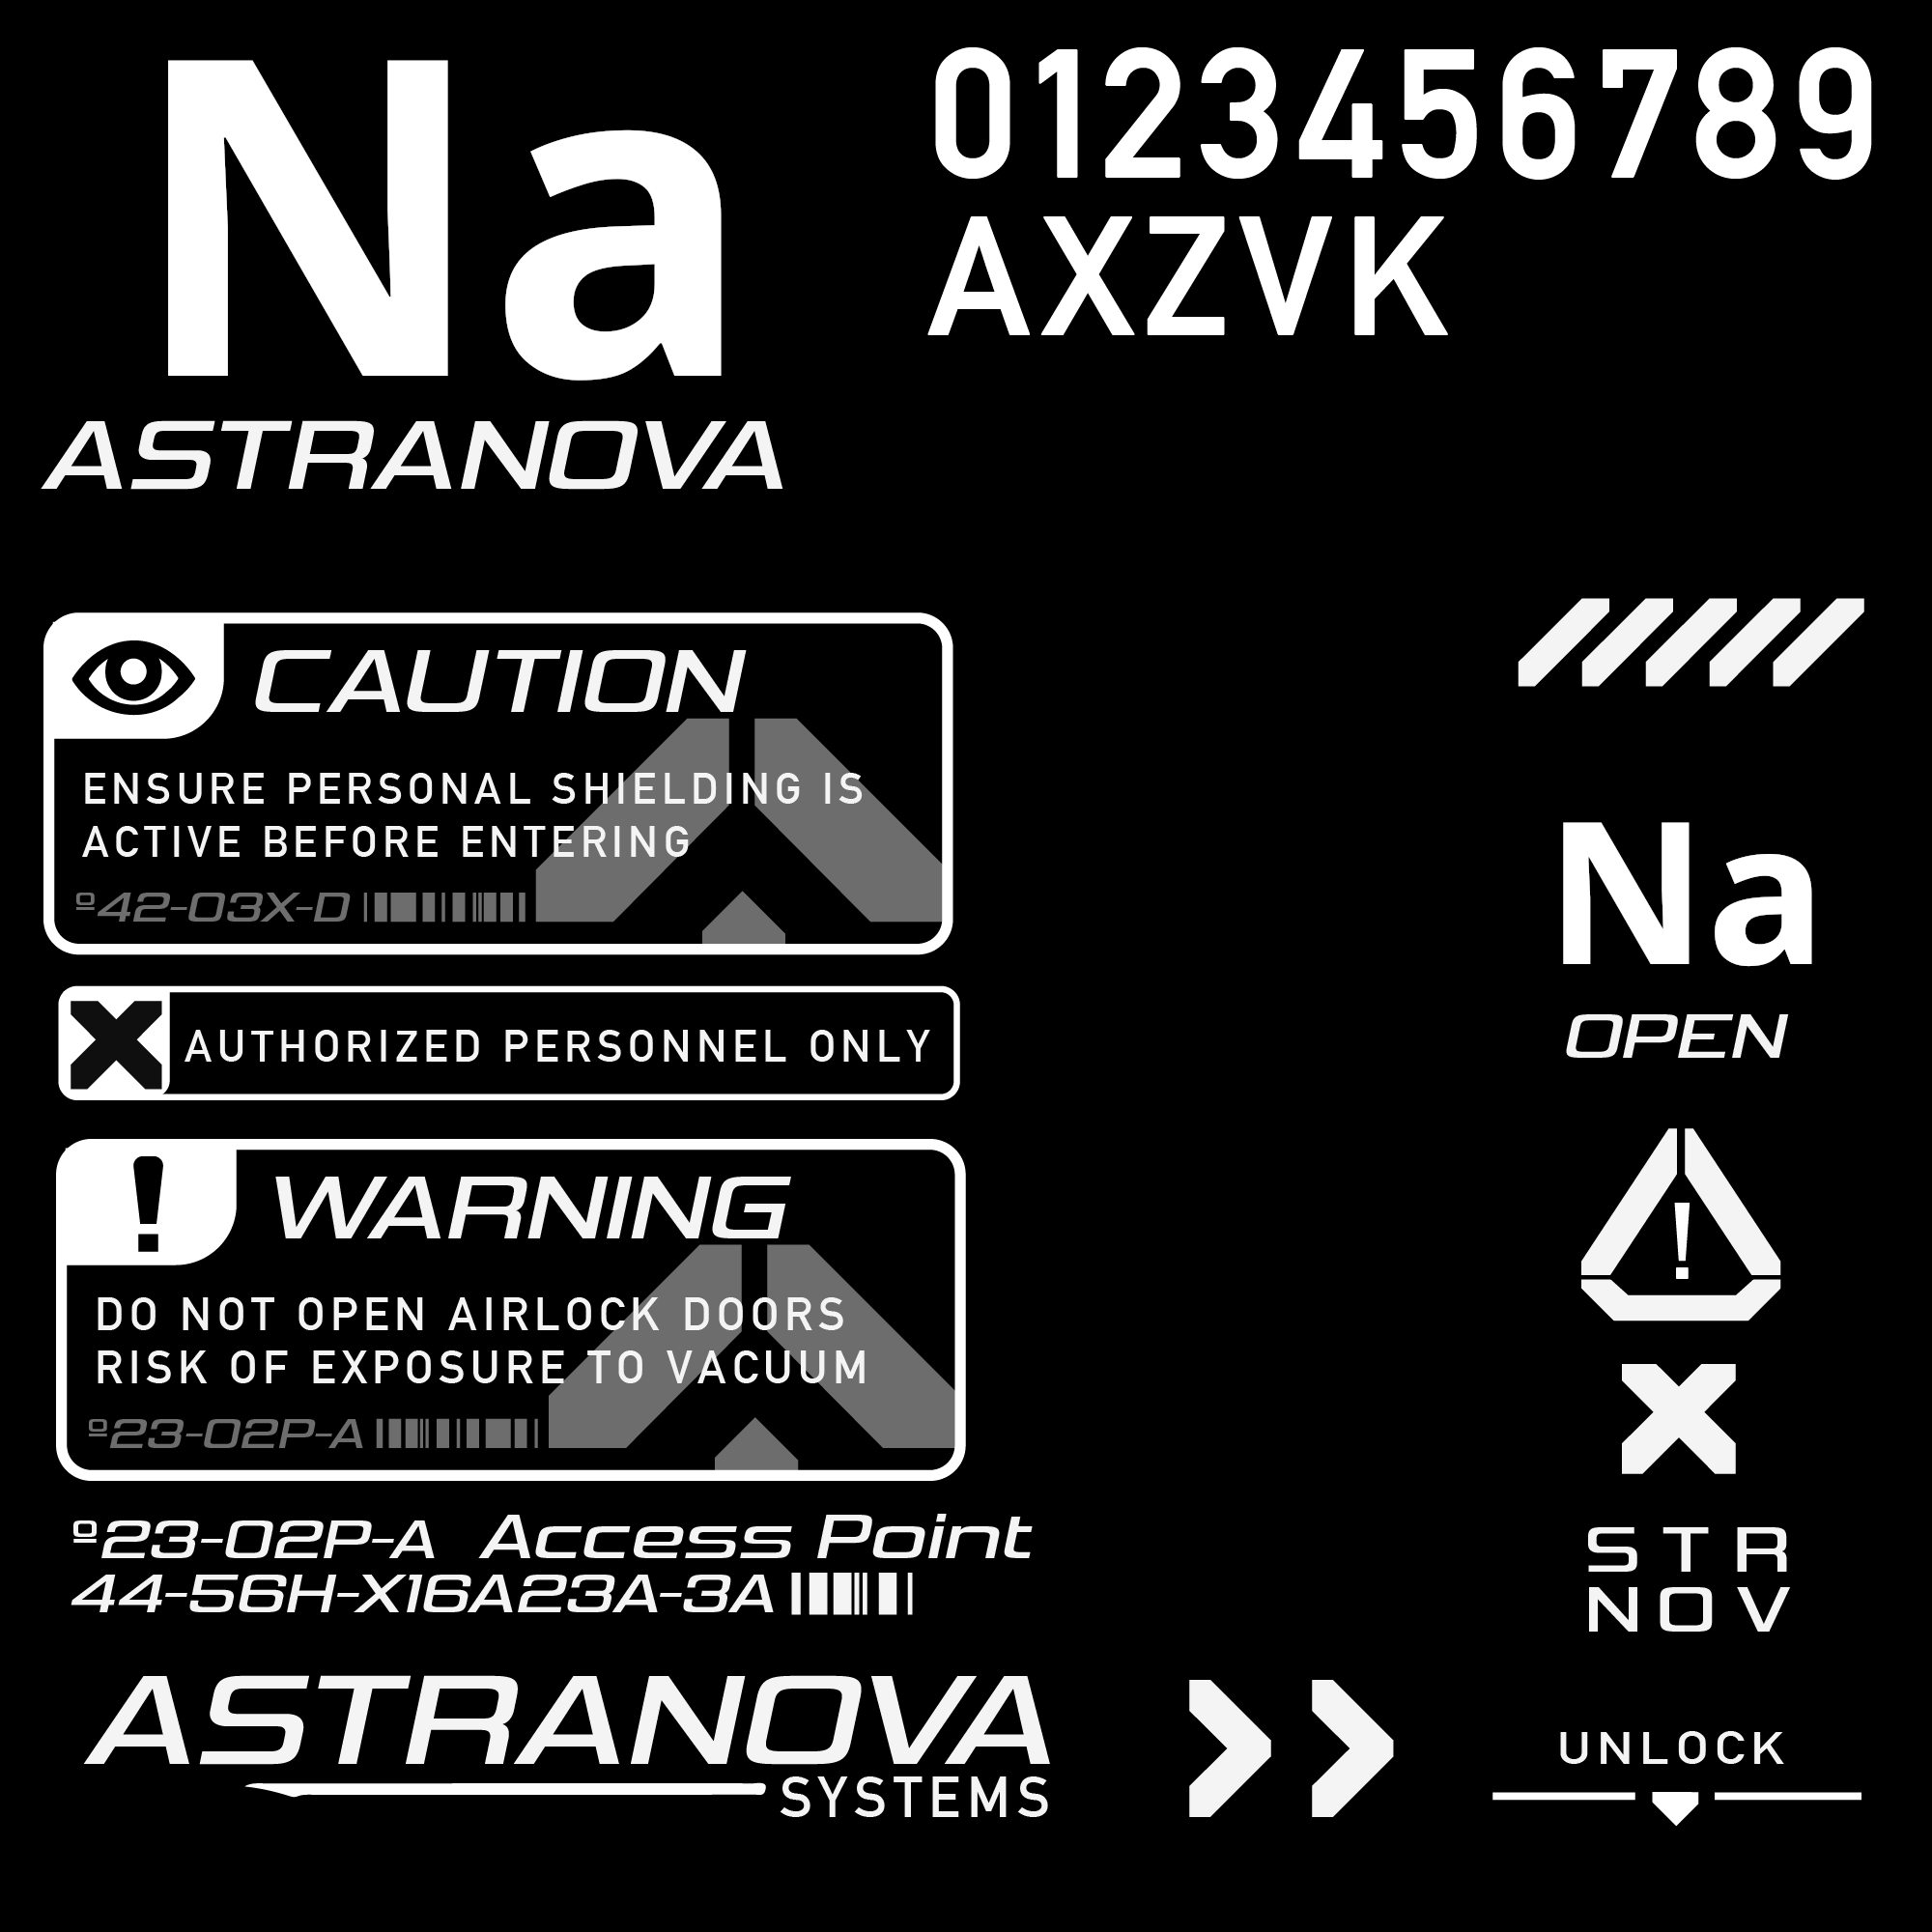 Na
ASTRANOVA
0123456789
AXZVK
CAUTION
ENSURE PERSONAL SHIELDING IS
ACTIVE BEFORE ENTERING
º42-03X-D
AUTHORIZED PERSONNEL ONLY
!
WARNING
DO NOT OPEN AIRLOCK DOORS
RISK OF EXPOSURE TO VACUUM
º23-02P-A
º23-02P-A Access Point
44-56H-X16A23A-3A
ASTRANOVA
SYSTEMS
Na
OPEN
!
STR
NOV
UNLOCK